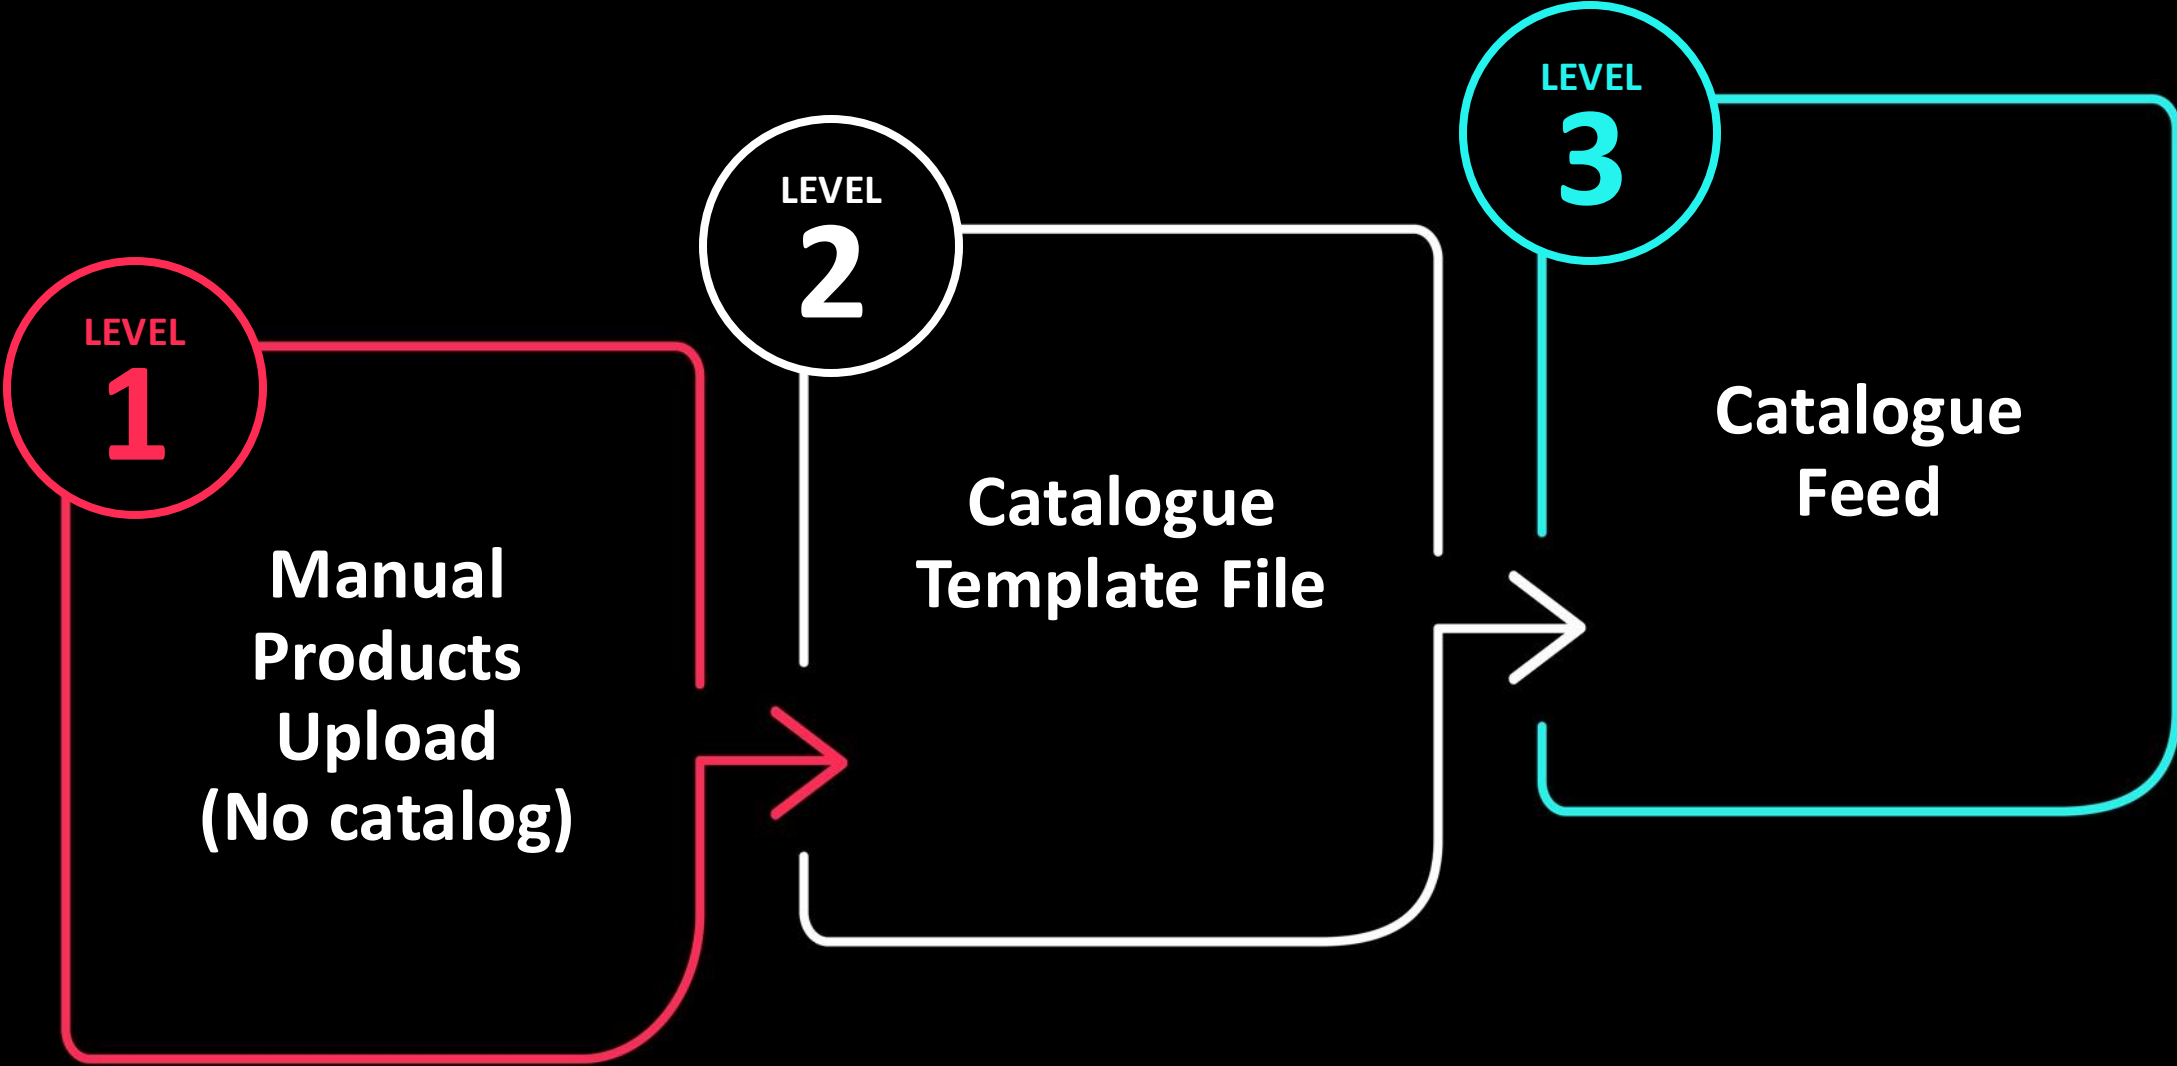 LEVEL
1
Manual
Products
Upload
(No catalog)
LEVEL
2
Catalogue
Template File
LEVEL
3
Catalogue
Feed